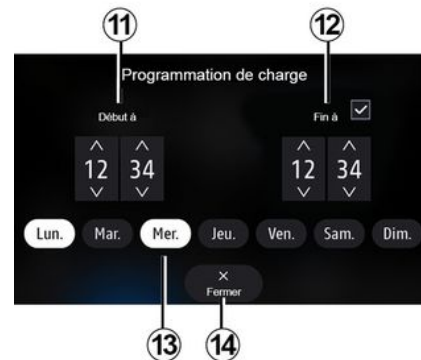 11 12
Programmation de charge
Début à Fin à
12 34 12 34
Lun. Mar. Mer. Jeu. Ven. Sam. Dim.
×
Fermer
13 14